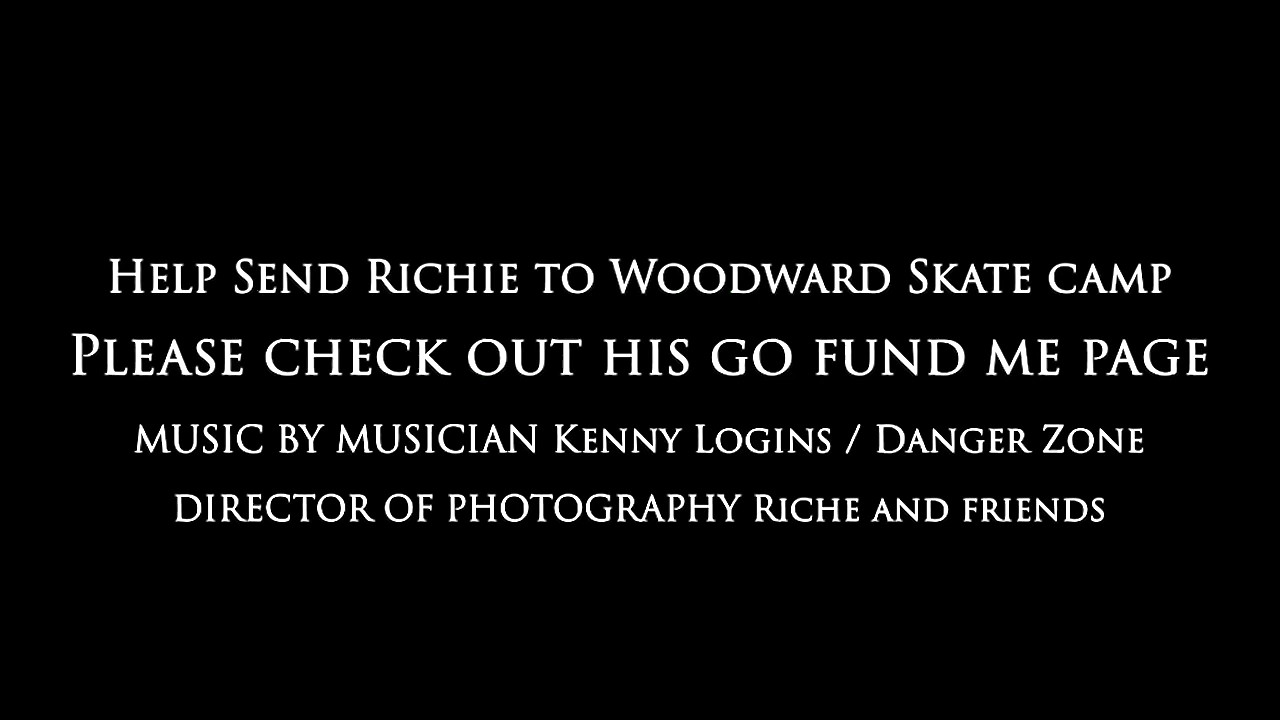 Help Send Richie to Woodward Skate camp
Please check out his go fund me page
MUSIC BY MUSICIAN Kenny Logins / Danger Zone
DIRECTOR OF PHOTOGRAPHY Riche and friends